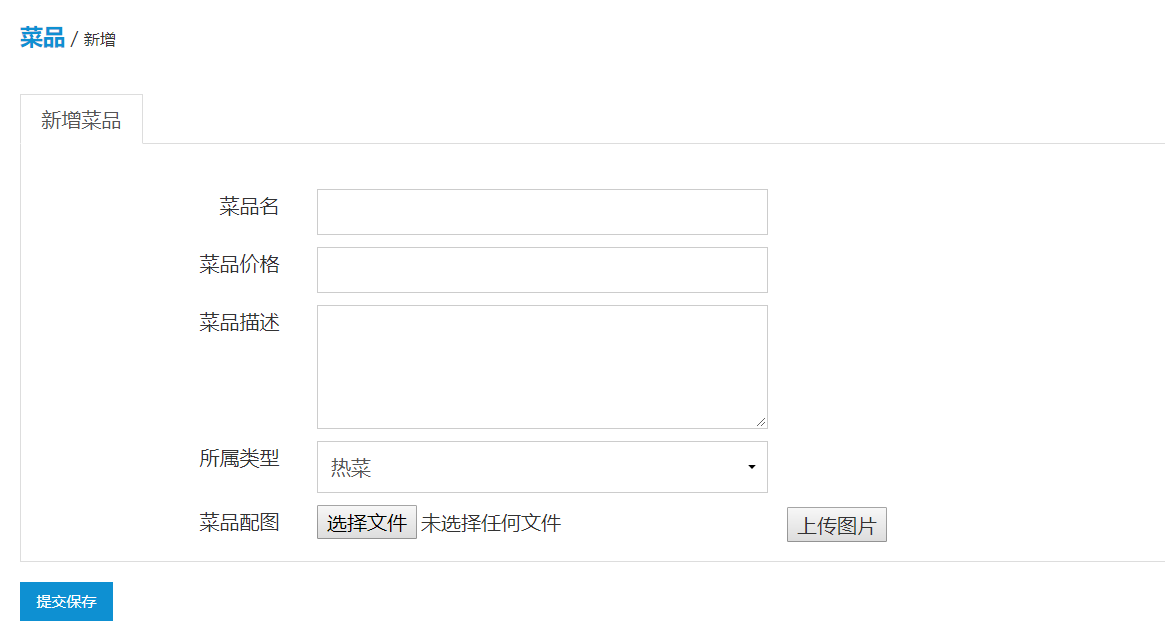 菜品 / 新增
新增菜品
菜品名
菜品价格
菜品描述
所属类型 热菜
菜品配图 选择文件 未选择任何文件 上传图片
提交保存